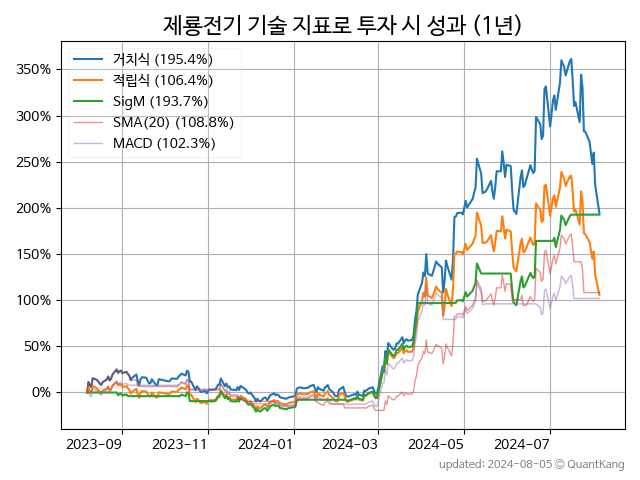 제룡전기 기술 지표로 투자 시 성과 (1년)
거치식 (195.4%)
적립식 (106.4%)
SigM (193.7%)
SMA(20) (108.8%)
MACD (102.3%)
350%
300%
250%
200%
150%
100%
50%
0%
2023-09
2023-11
2024-01
2024-03
2024-05
2024-07
updated: 2024-08-05 © QuantKang